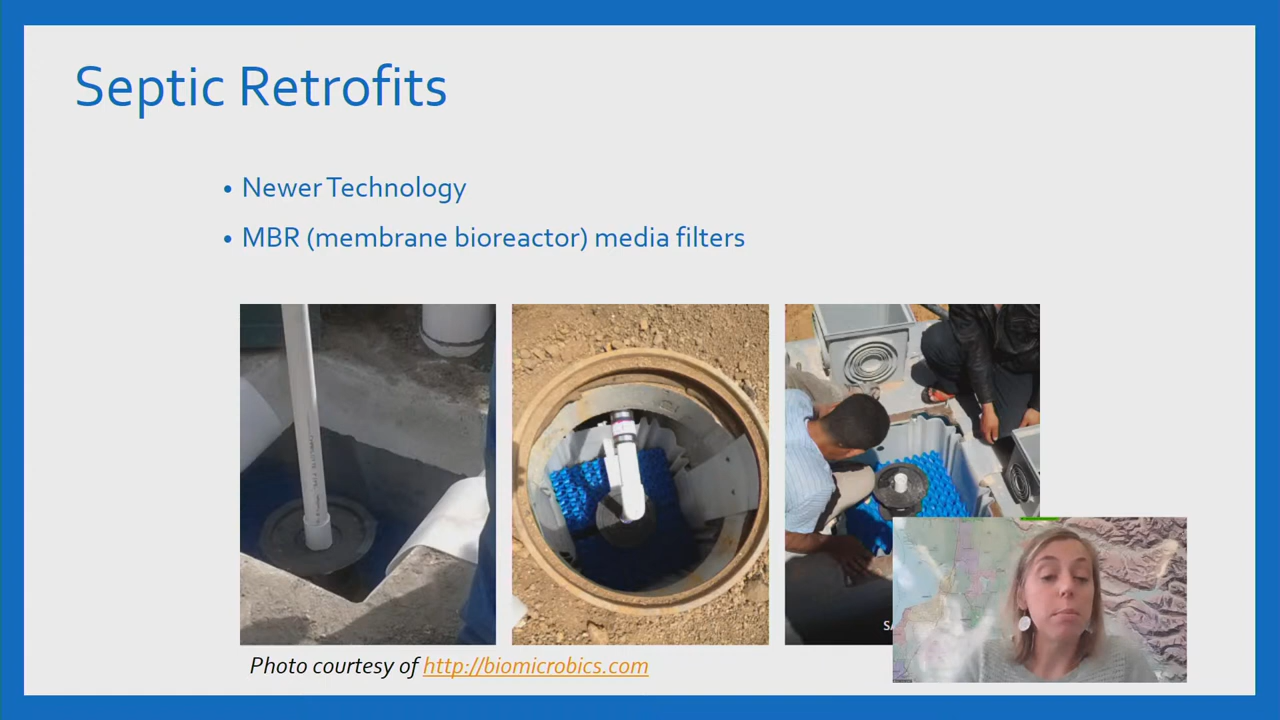 Septic Retrofits
• Newer Technology
• MBR (membrane bioreactor) media filters
Photo courtesy of http://biomicrobics.com